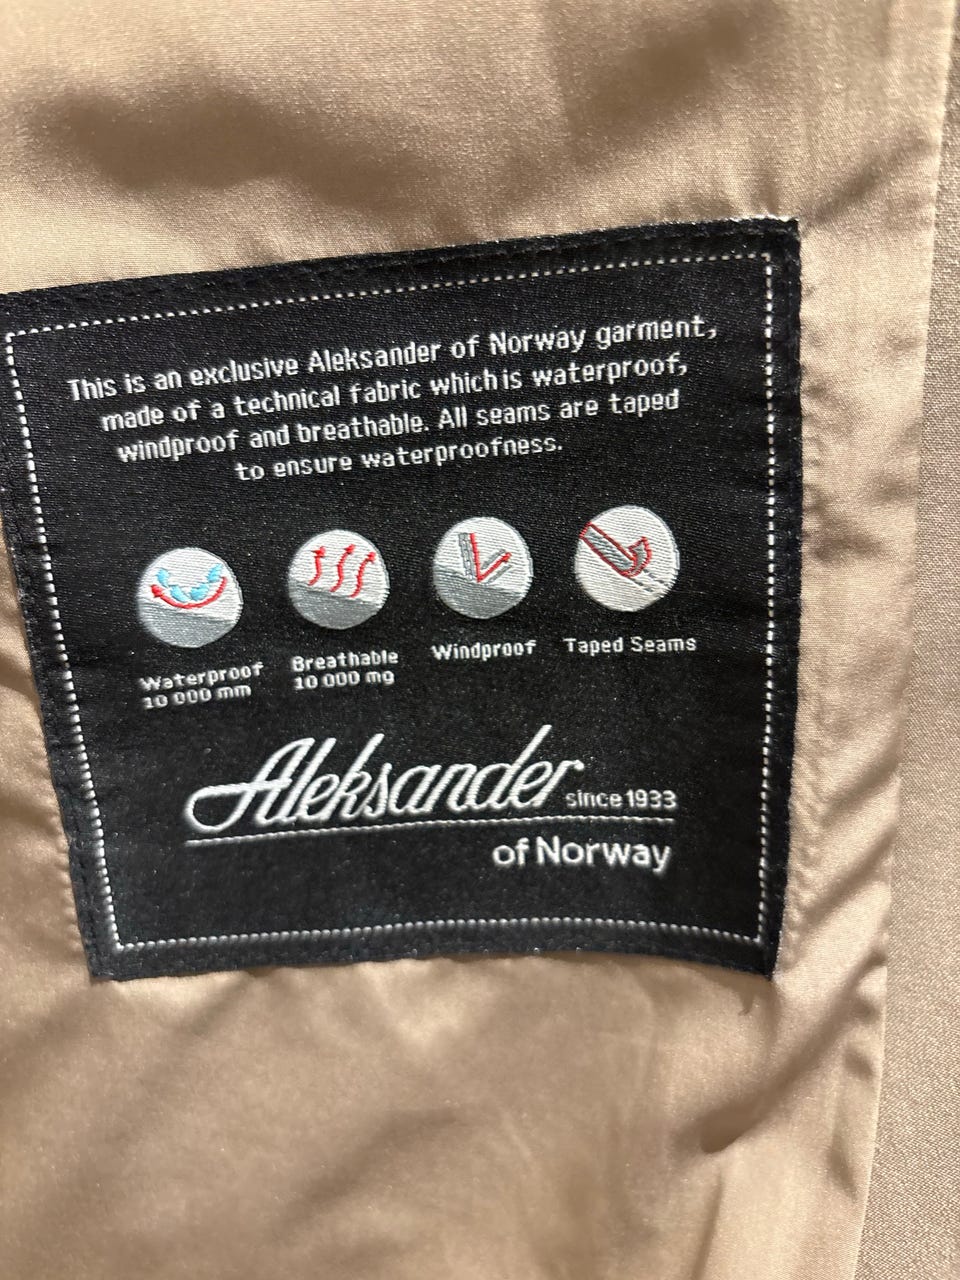 This is an exclusive Aleksander of Norway garment,
made of a technical fabric which is waterproof,
windproof and breathable. All seams are taped
to ensure waterproofness.
Waterproof
10 000 mm
Breathable
10 000 mg
Windproof
Taped Seams
Aleksander since 1933
of Norway